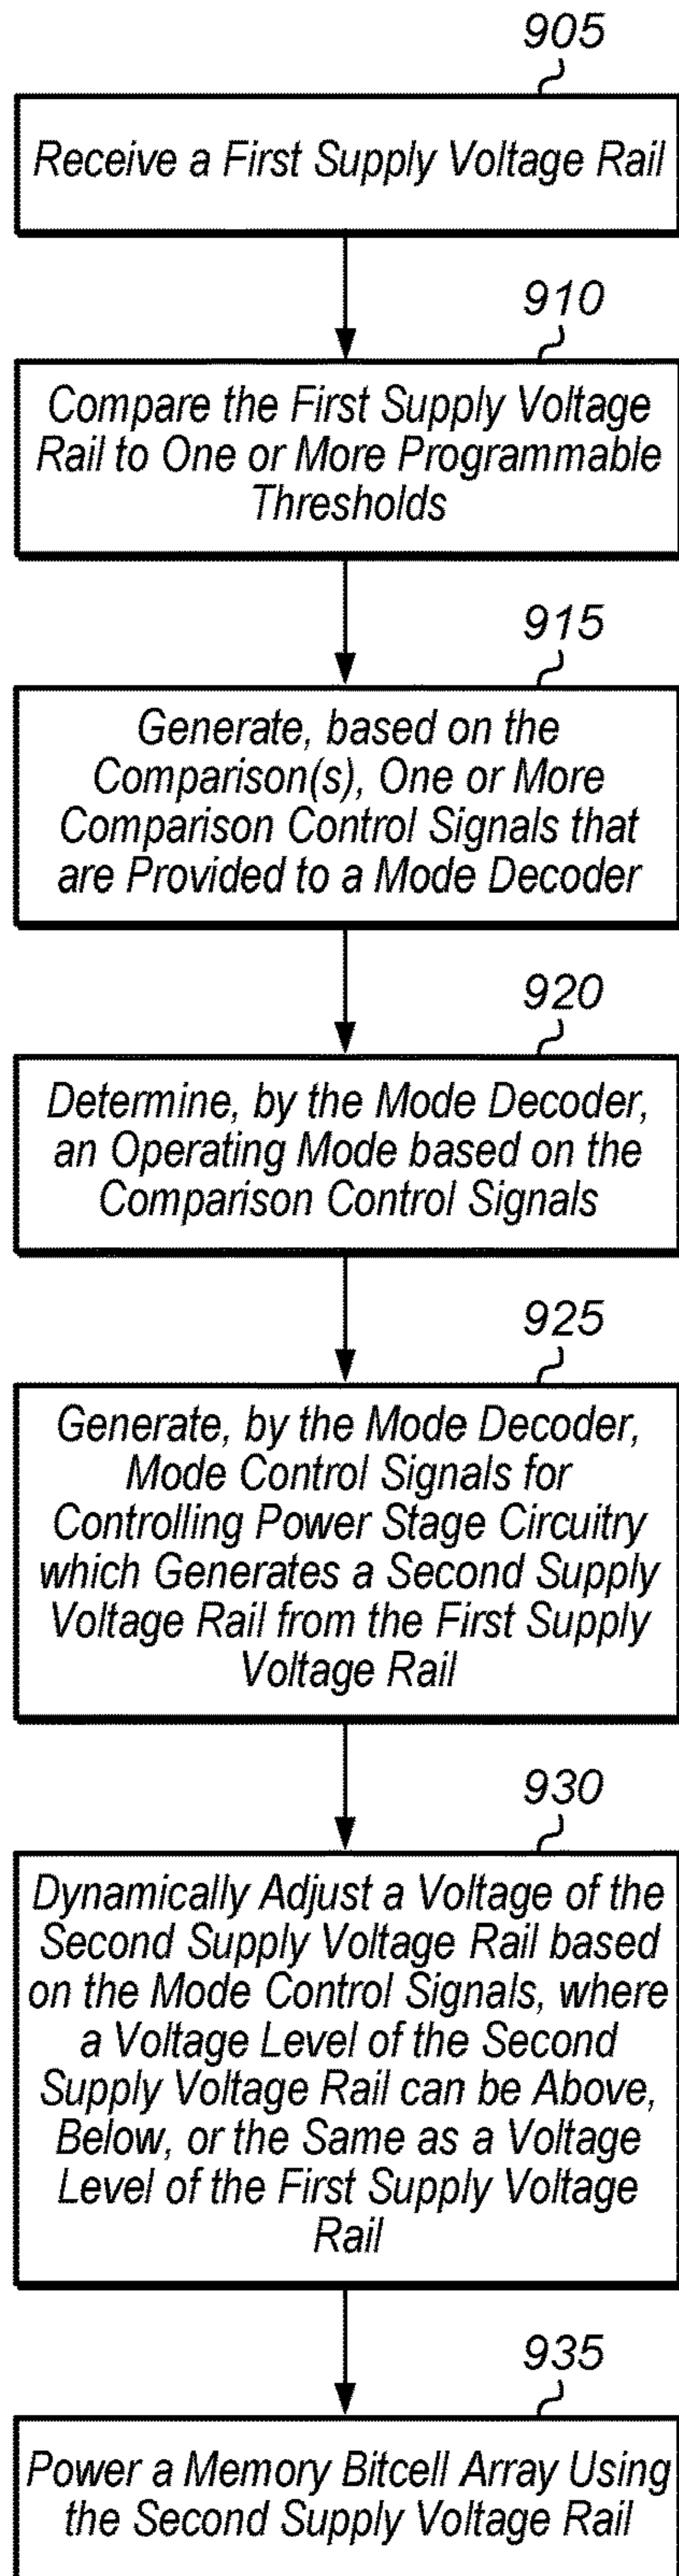 905
Receive a First Supply Voltage Rail
910
Compare the First Supply Voltage
Rail to One or More Programmable
Thresholds
915
Generate, based on the
Comparison(s), One or More
Comparison Control Signals that
are Provided to a Mode Decoder
920
Determine, by the Mode Decoder,
an Operating Mode based on the
Comparison Control Signals
925
Generate, by the Mode Decoder,
Mode Control Signals for
Controlling Power Stage Circuitry
which Generates a Second Supply
Voltage Rail from the First Supply
Voltage Rail
930
Dynamically Adjust a Voltage of the
Second Supply Voltage Rail based
on the Mode Control Signals, where
a Voltage Level of the Second
Supply Voltage Rail can be Above,
Below, or the Same as a Voltage
Level of the First Supply Voltage
Rail
935
Power a Memory Bitcell Array Using
the Second Supply Voltage Rail